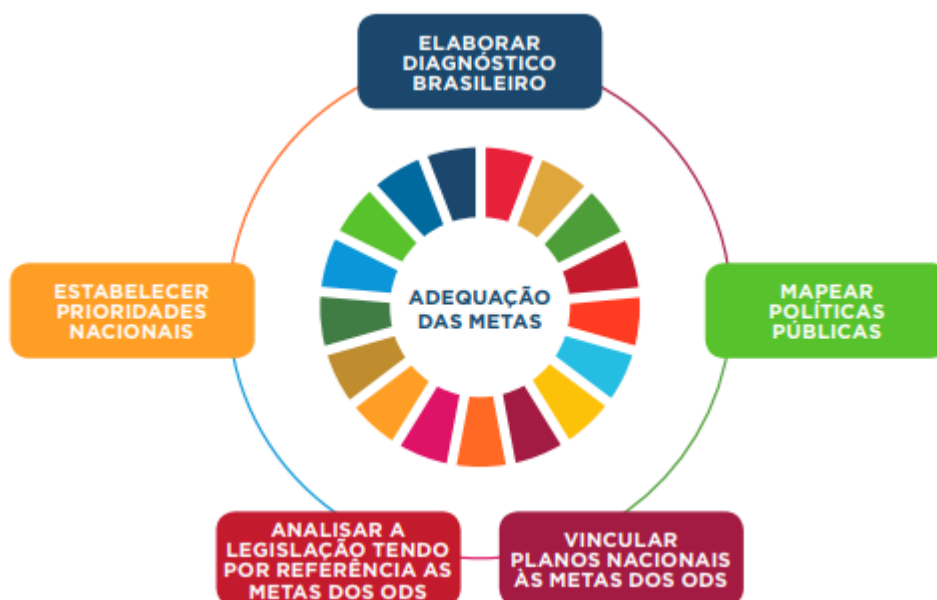 ELABORAR
DIAGNÓSTICO
BRASILEIRO
ESTABELECER
PRIORIDADES
NACIONAIS
ADEQUAÇÃO
DAS METAS
MAPEAR
POLÍTICAS
PÚBLICAS
ANALISAR A
LEGISLAÇÃO TENDO
POR REFERÊNCIA AS
METAS DOS ODS
VINCULAR
PLANOS NACIONAIS
ÀS METAS DOS ODS